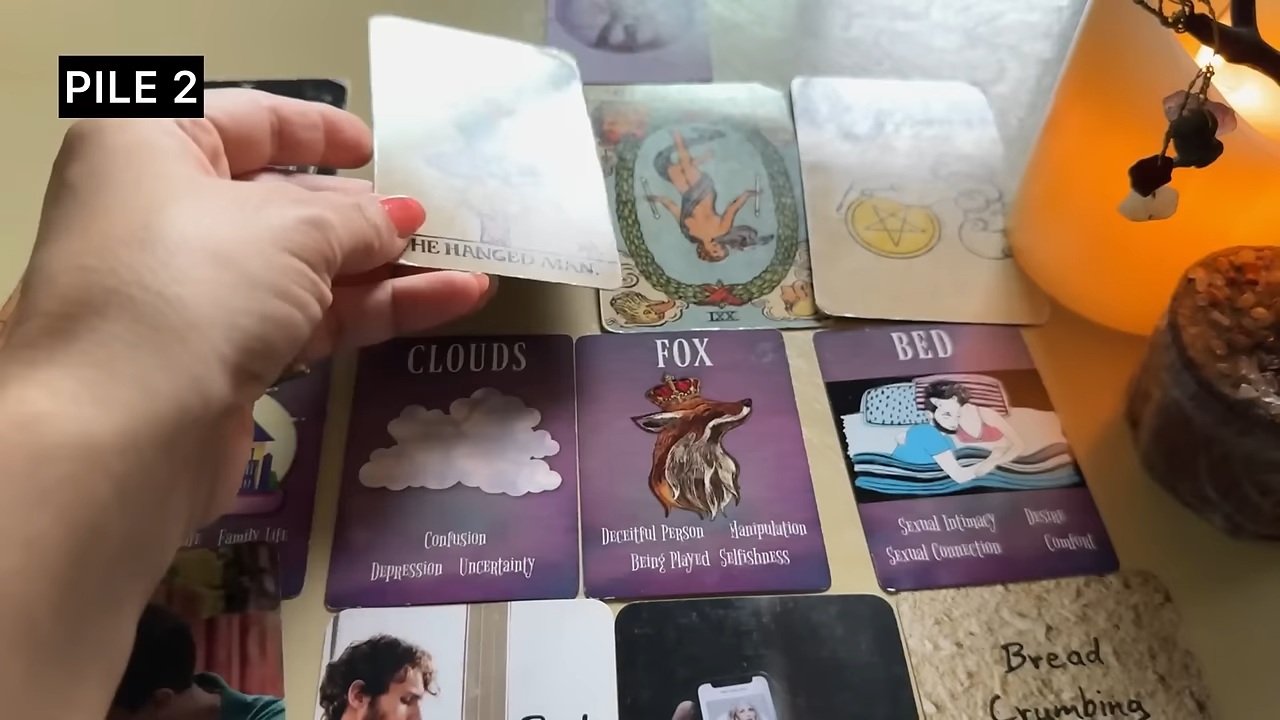 PILE 2
HE HANGED MAN.
IXX
CLOUDS
Confusion
Depression Uncertainty
FOX
Deceitful Person Manipulation
Being Played Selfishness
BED
Sexual Intimacy Desire
Sexual Connection Comfort
Family Life
Bread
Crumbing